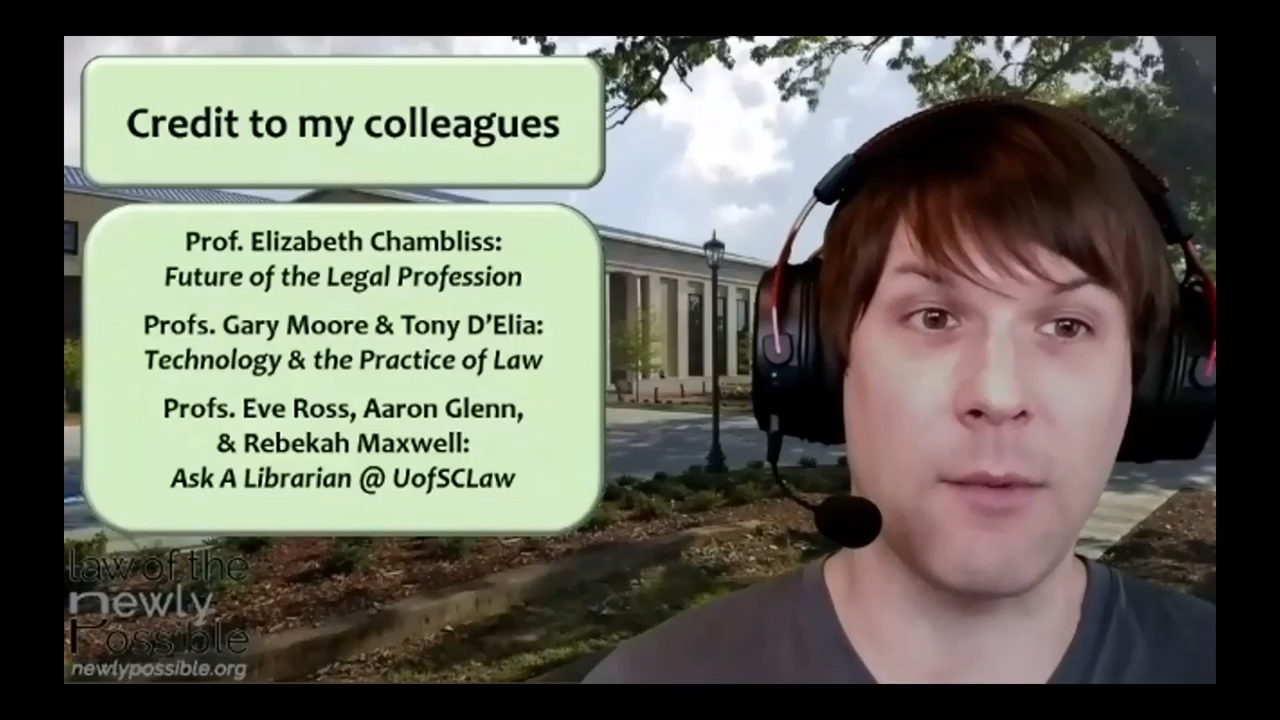 Credit to my colleagues
Prof. Elizabeth Chambliss:
Future of the Legal Profession
Profs. Gary Moore & Tony D'Elia:
Technology & the Practice of Law
Profs. Eve Ross, Aaron Glenn,
& Rebekah Maxwell:
Ask A Librarian @ UofSCLaw
law of the
newly
Possible
newlypossible.org